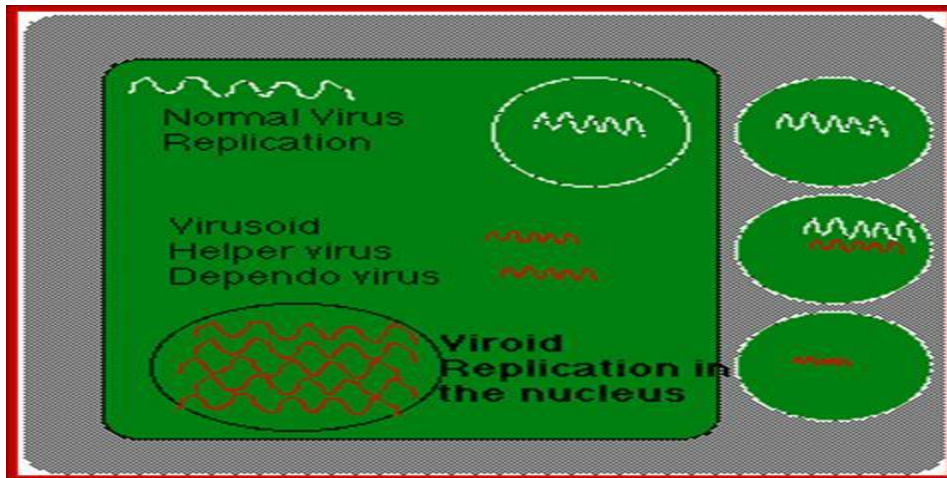 Normal Virus
Replication
Virusoid
Helper virus
Dependo virus
Viroid
Replication in
the nucleus